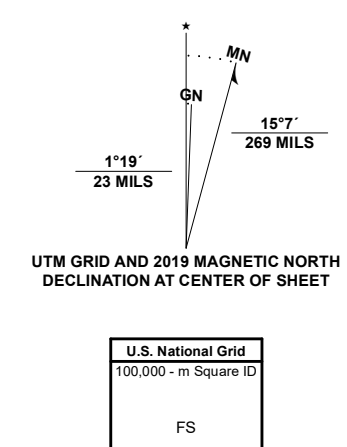 MN
GN
15°7´
269 MILS
1°19´
23 MILS
UTM GRID AND 2019 MAGNETIC NORTH
DECLINATION AT CENTER OF SHEET
U.S. National Grid
100,000 - m Square ID
FS